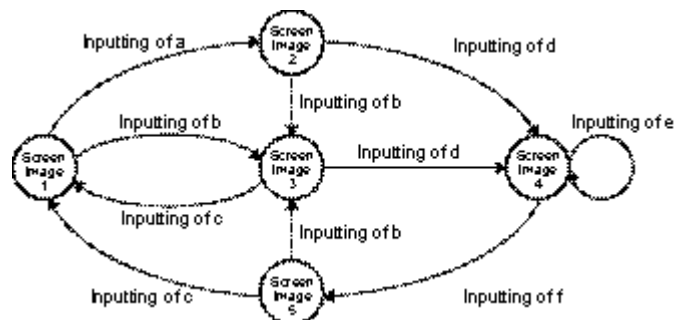 Screen
Image
2
Inputting of a
Inputting of d
Inputting of b
Inputting of b
Inputting of e
Screen
Image
1
Screen
Image
3
Inputting of d
Screen
Image
4
Inputting of c
Inputting of b
Inputting of c
Screen
Image
5
Inputting of f